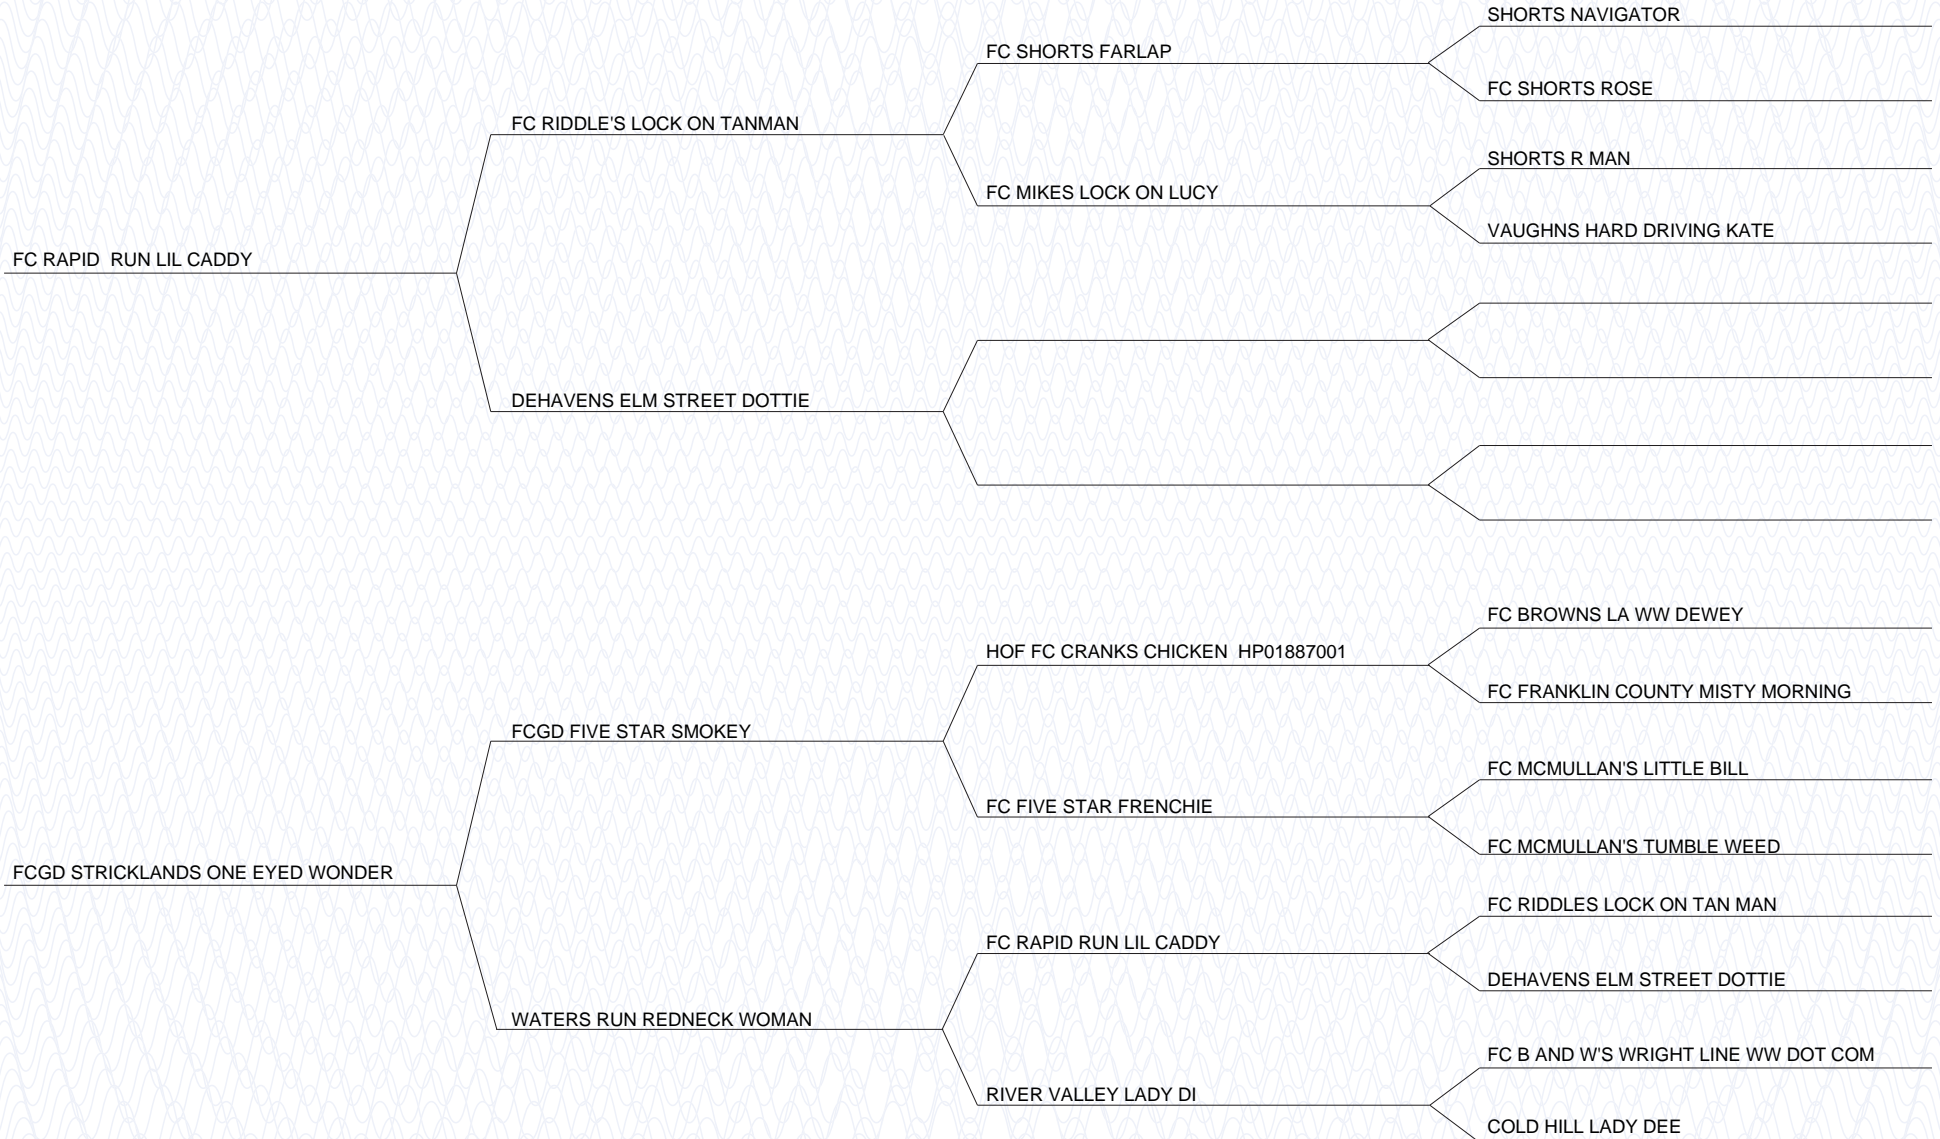 SHORTS NAVIGATOR
FC SHORTS FARLAP
FC SHORTS ROSE
FC RIDDLE'S LOCK ON TANMAN
SHORTS R MAN
FC MIKES LOCK ON LUCY
VAUGHNS HARD DRIVING KATE
FC RAPID  RUN LIL CADDY
DEHAVENS ELM STREET DOTTIE
FC BROWNS LA WW DEWEY
HOF FC CRANKS CHICKEN  HP01887001
FC FRANKLIN COUNTY MISTY MORNING
FCGD FIVE STAR SMOKEY
FC MCMULLAN'S LITTLE BILL
FC FIVE STAR FRENCHIE
FC MCMULLAN'S TUMBLE WEED
FCGD STRICKLANDS ONE EYED WONDER
FC RIDDLES LOCK ON TAN MAN
FC RAPID RUN LIL CADDY
DEHAVENS ELM STREET DOTTIE
WATERS RUN REDNECK WOMAN
FC B AND W'S WRIGHT LINE WW DOT COM
RIVER VALLEY LADY DI
COLD HILL LADY DEE